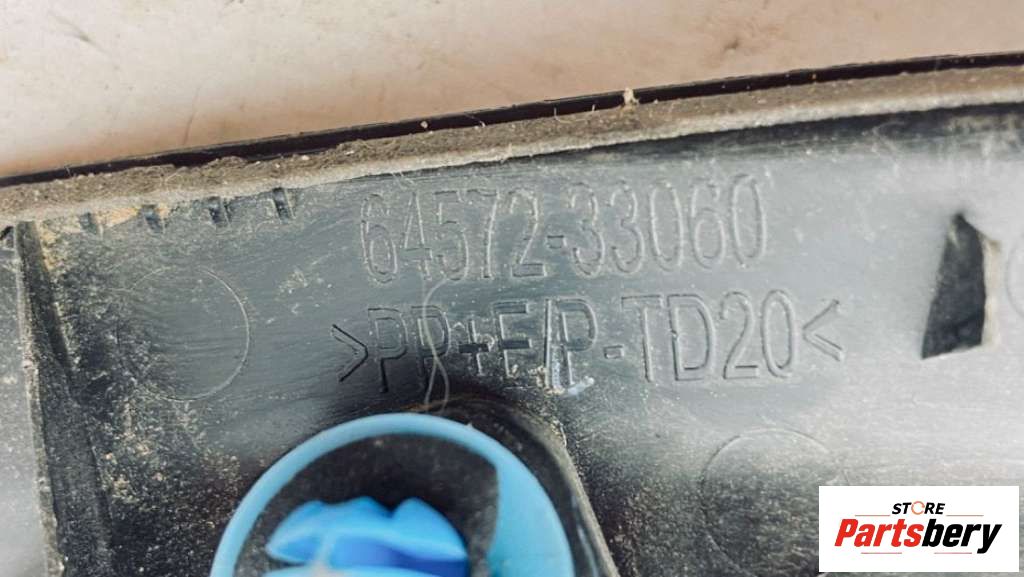 64572-33060
>PP+E/P-TD20<
STORE
Partsbery